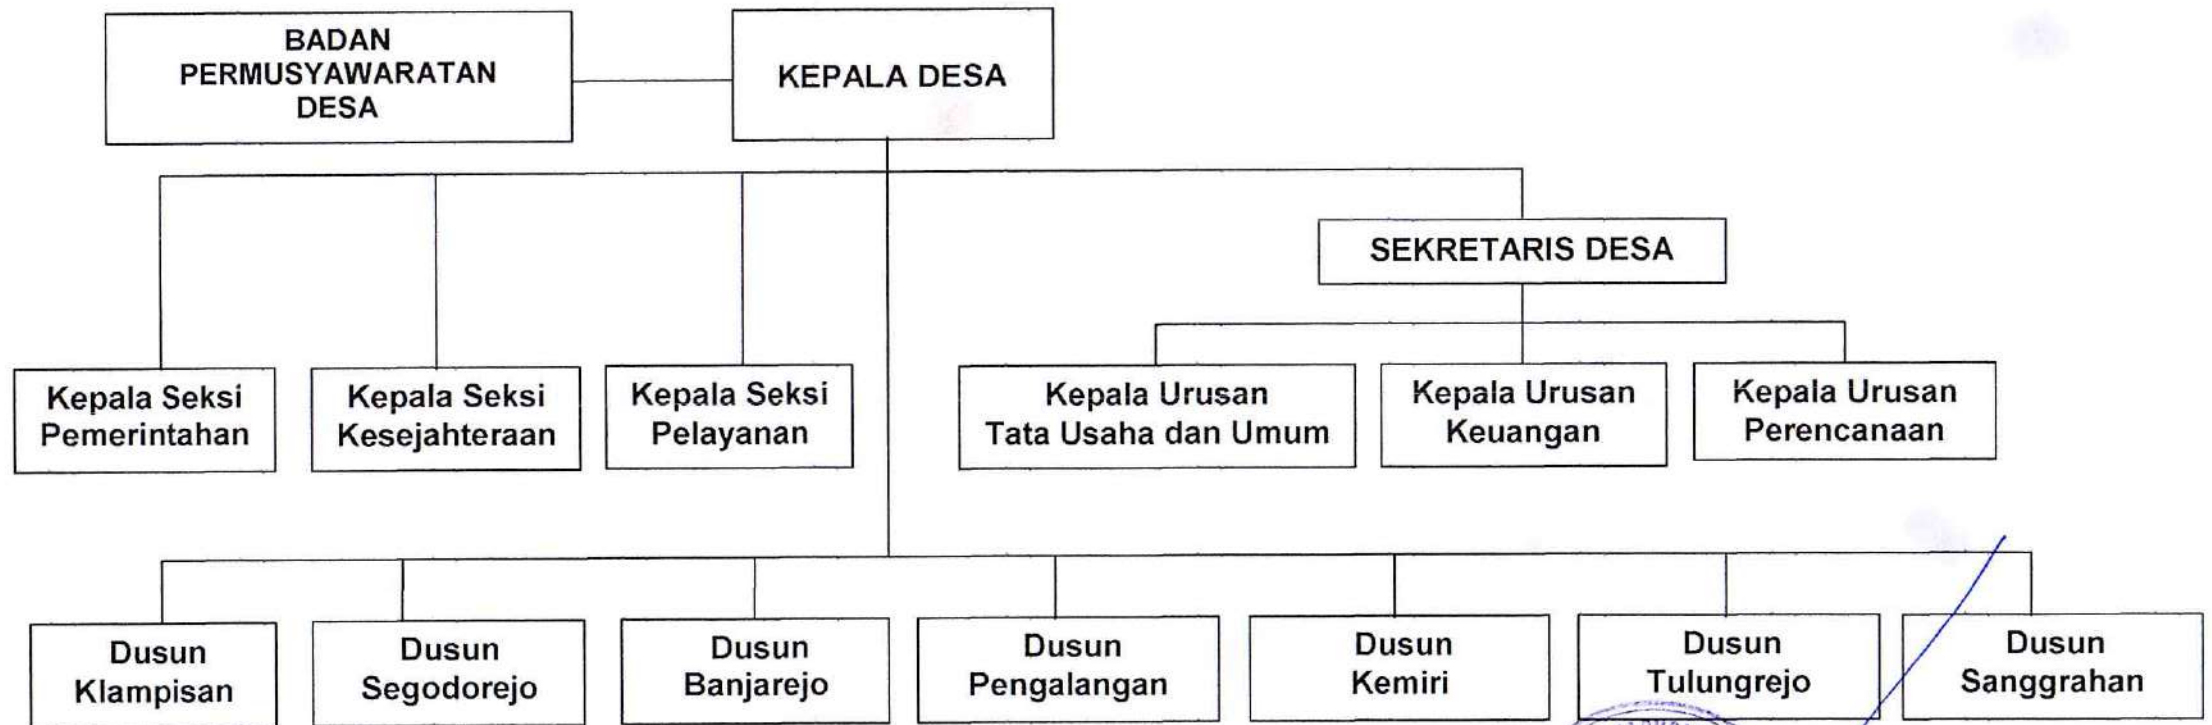 BADAN
PERMUSYAWARATAN
DESA
KEPALA DESA
SEKRETARIS DESA
Kepala Seksi
Pemerintahan
Kepala Seksi
Kesejahteraan
Kepala Seksi
Pelayanan
Kepala Urusan
Tata Usaha dan Umum
Kepala Urusan
Keuangan
Kepala Urusan
Perencanaan
Dusun
Klampisan
Dusun
Segodorejo
Dusun
Banjarejo
Dusun
Pengalangan
Dusun
Kemiri
Dusun
Tulungrejo
Dusun
Sanggrahan